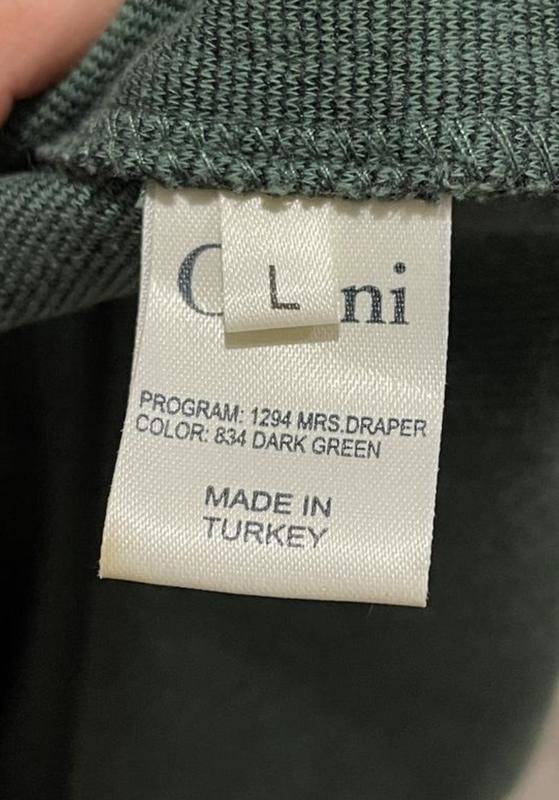 L
PROGRAM: 1294 MRS.DRAPER
COLOR: 834 DARK GREEN
MADE IN
TURKEY